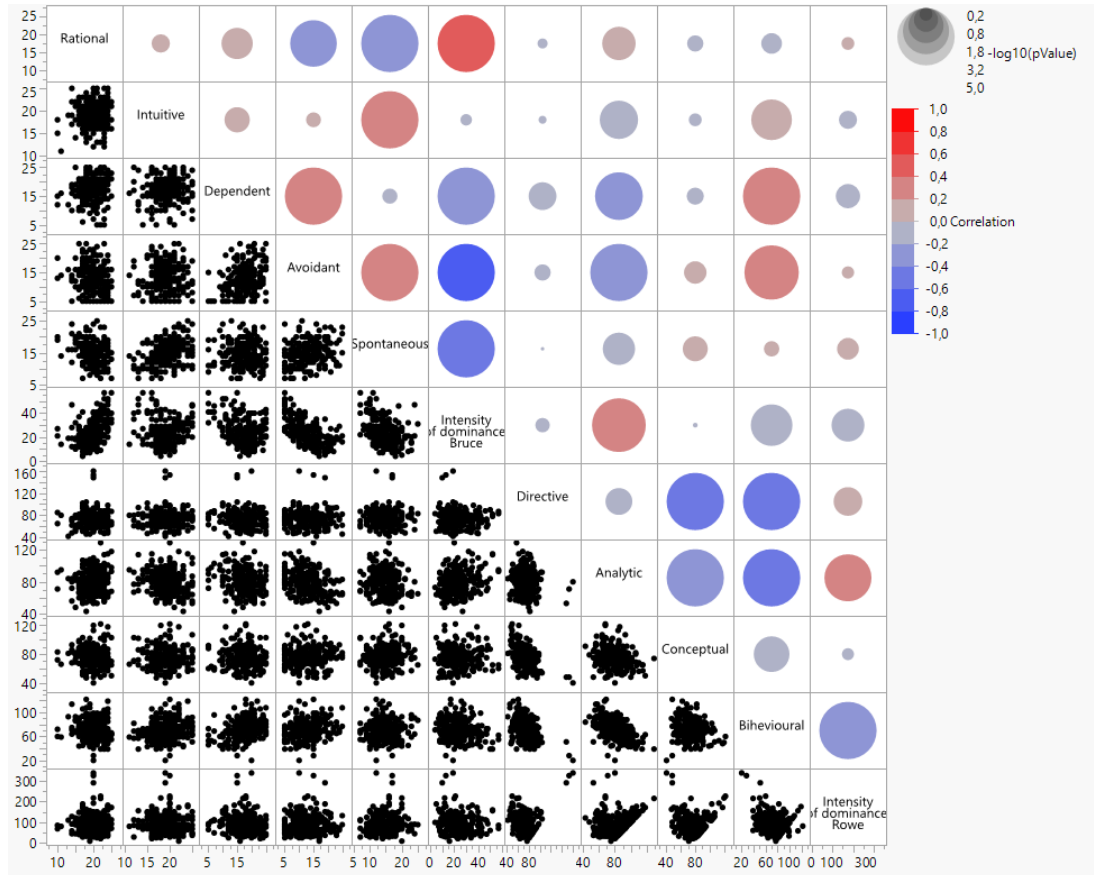 25
20
15
10
Rational
0,2
0,8
1,8 -log10(pValue)
3,2
5,0
25
20
15
10
Intuitive
1,0
0,8
0,6
0,4
0,2
0,0 Correlation
-0,2
-0,4
-0,6
-0,8
-1,0
25
15
5
Dependent
25
15
5
Avoidant
25
15
5
Spontaneous
40
20
0
Intensity
of dominance
Bruce
160
120
80
40
Directive
120
80
40
Analytic
120
80
40
Conceptual
100
60
20
Bihevioural
300
200
100
0
Intensity
of dominance
Rowe
10 20 10 15 20 5 15 5 15 5 10 20 0 20 40 40 80 40 80 40 80 20 60 100 0 100 300